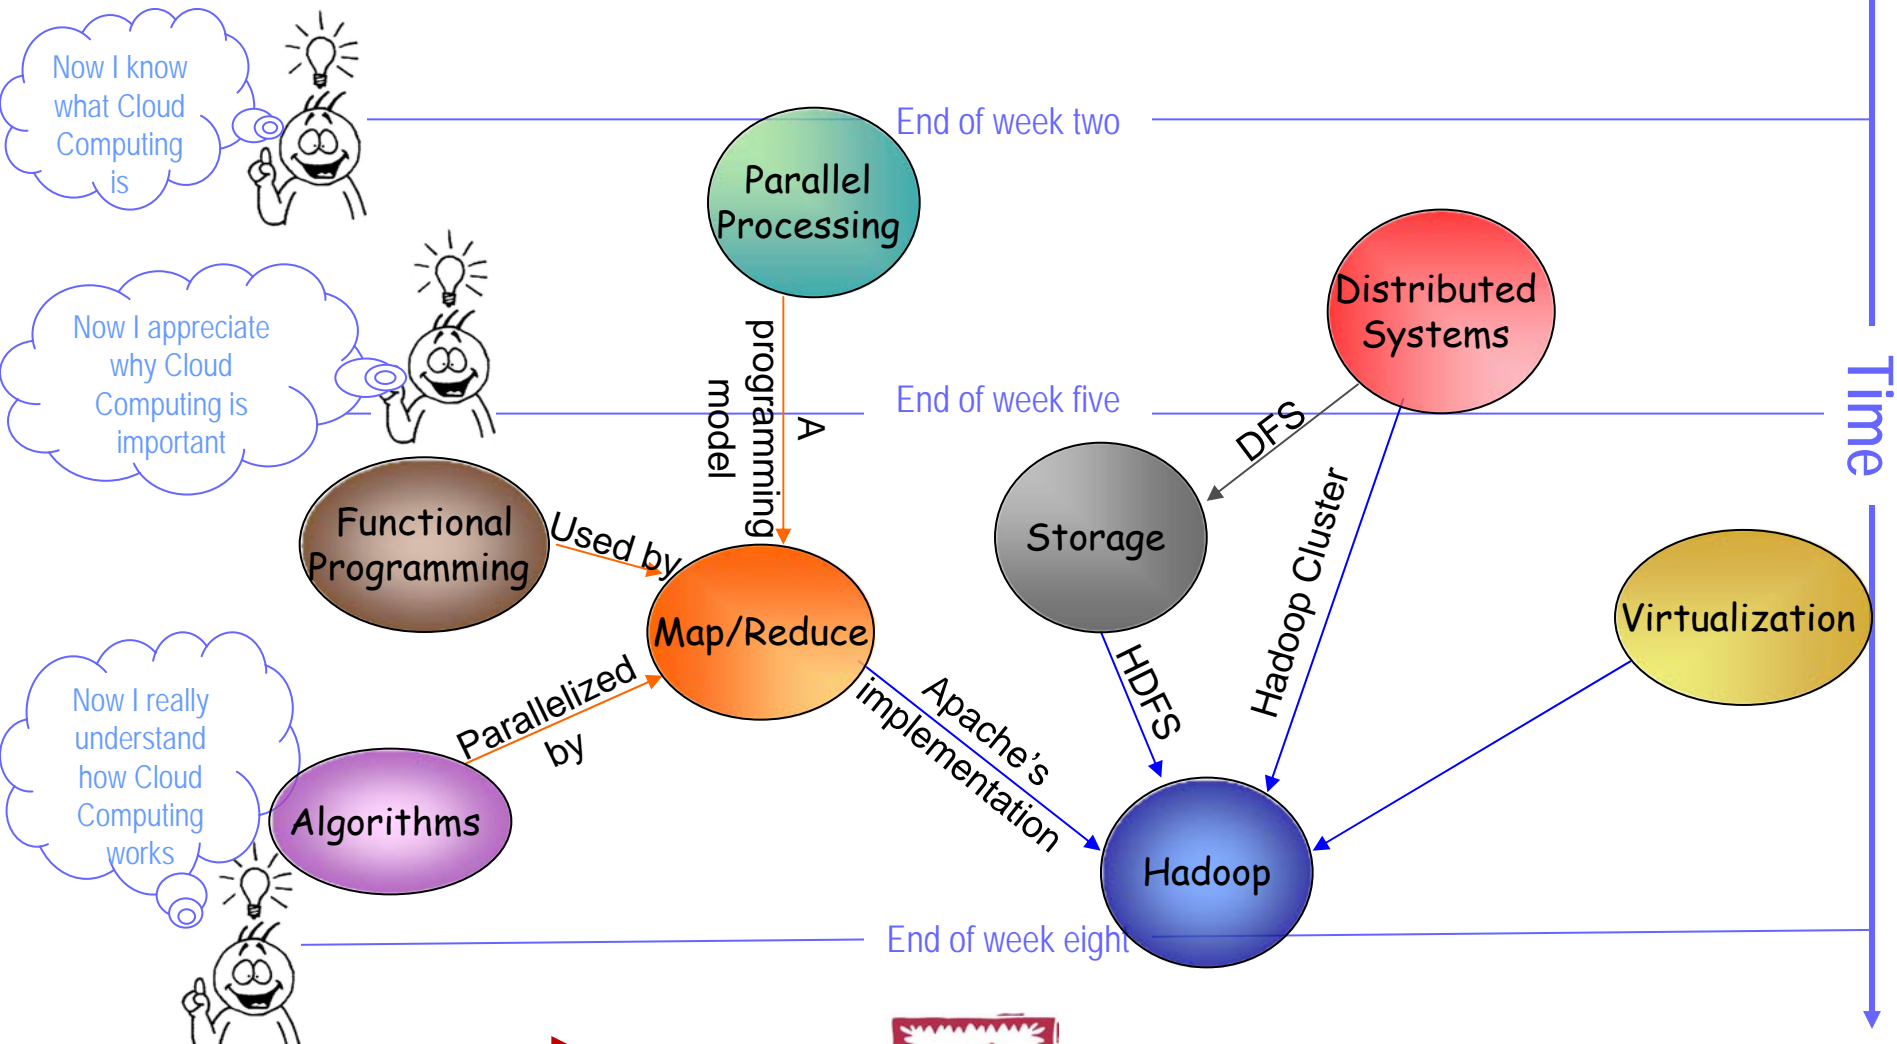 Now I know
what Cloud
Computing
is
End of week two
Parallel
Processing
Distributed
Systems
Now I appreciate
why Cloud
Computing is
important
A
programming
model
End of week five
DFS
Time
Functional
Programming
Used by
Storage
Hadoop Cluster
Virtualization
Map/Reduce
HDFS
Now I really
understand
how Cloud
Computing
works
Parallelized
by
Apache's
implementation
Algorithms
Hadoop
End of week eight